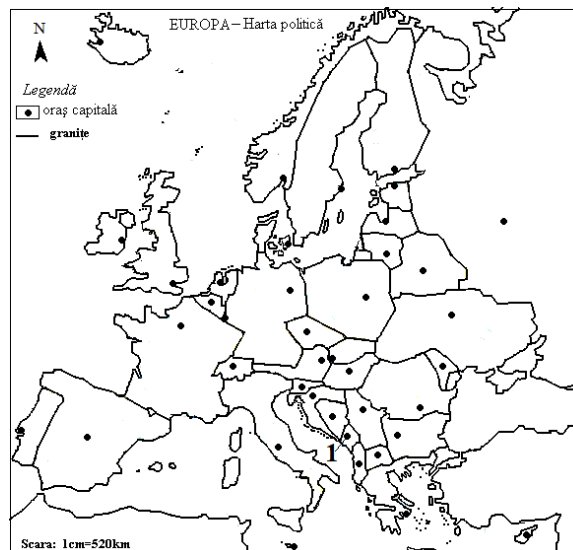 EUROPA – Harta politică
N
Legendă
oraș capitală
granițe
1
Scara: 1cm=520km